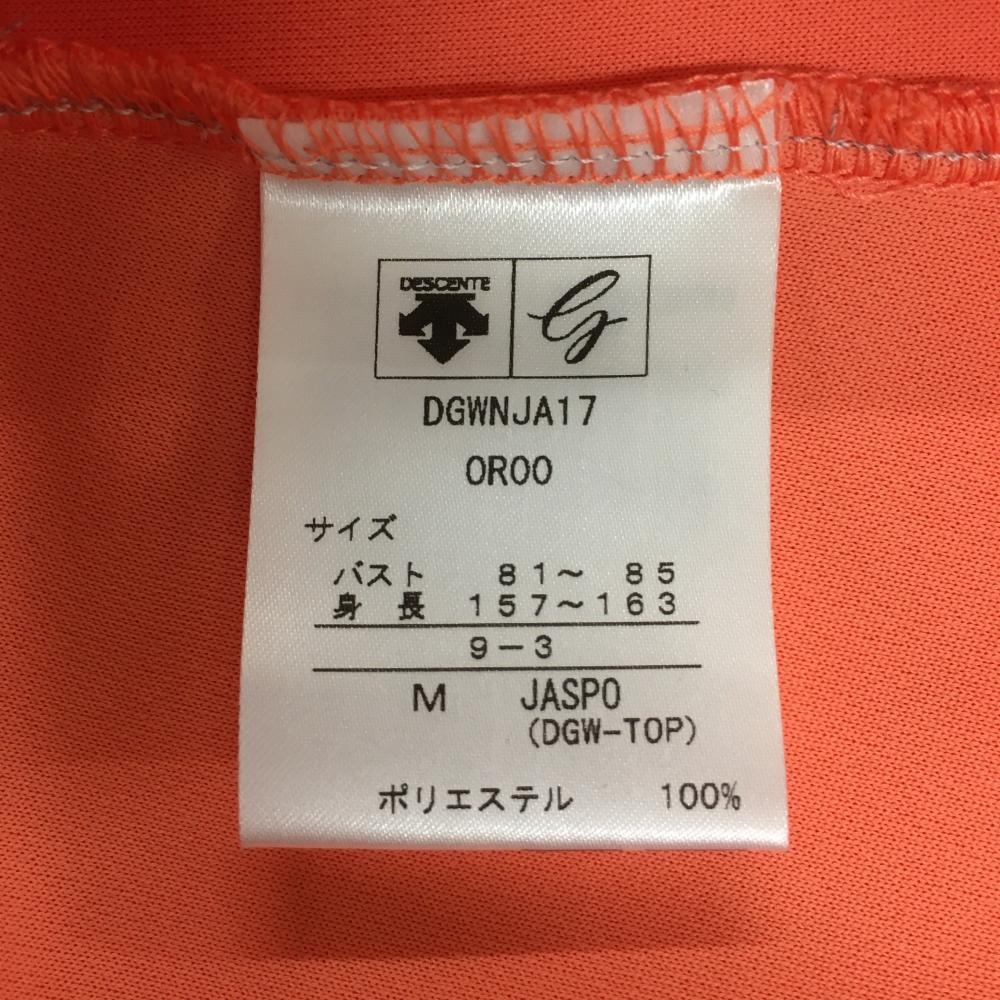 DESCENTE
DGWNJA17
OR00
サイズ
バスト 81～ 85
身 長 157～163
9－3
M JASPO
(DGW-TOP)
ポリエステル 100%